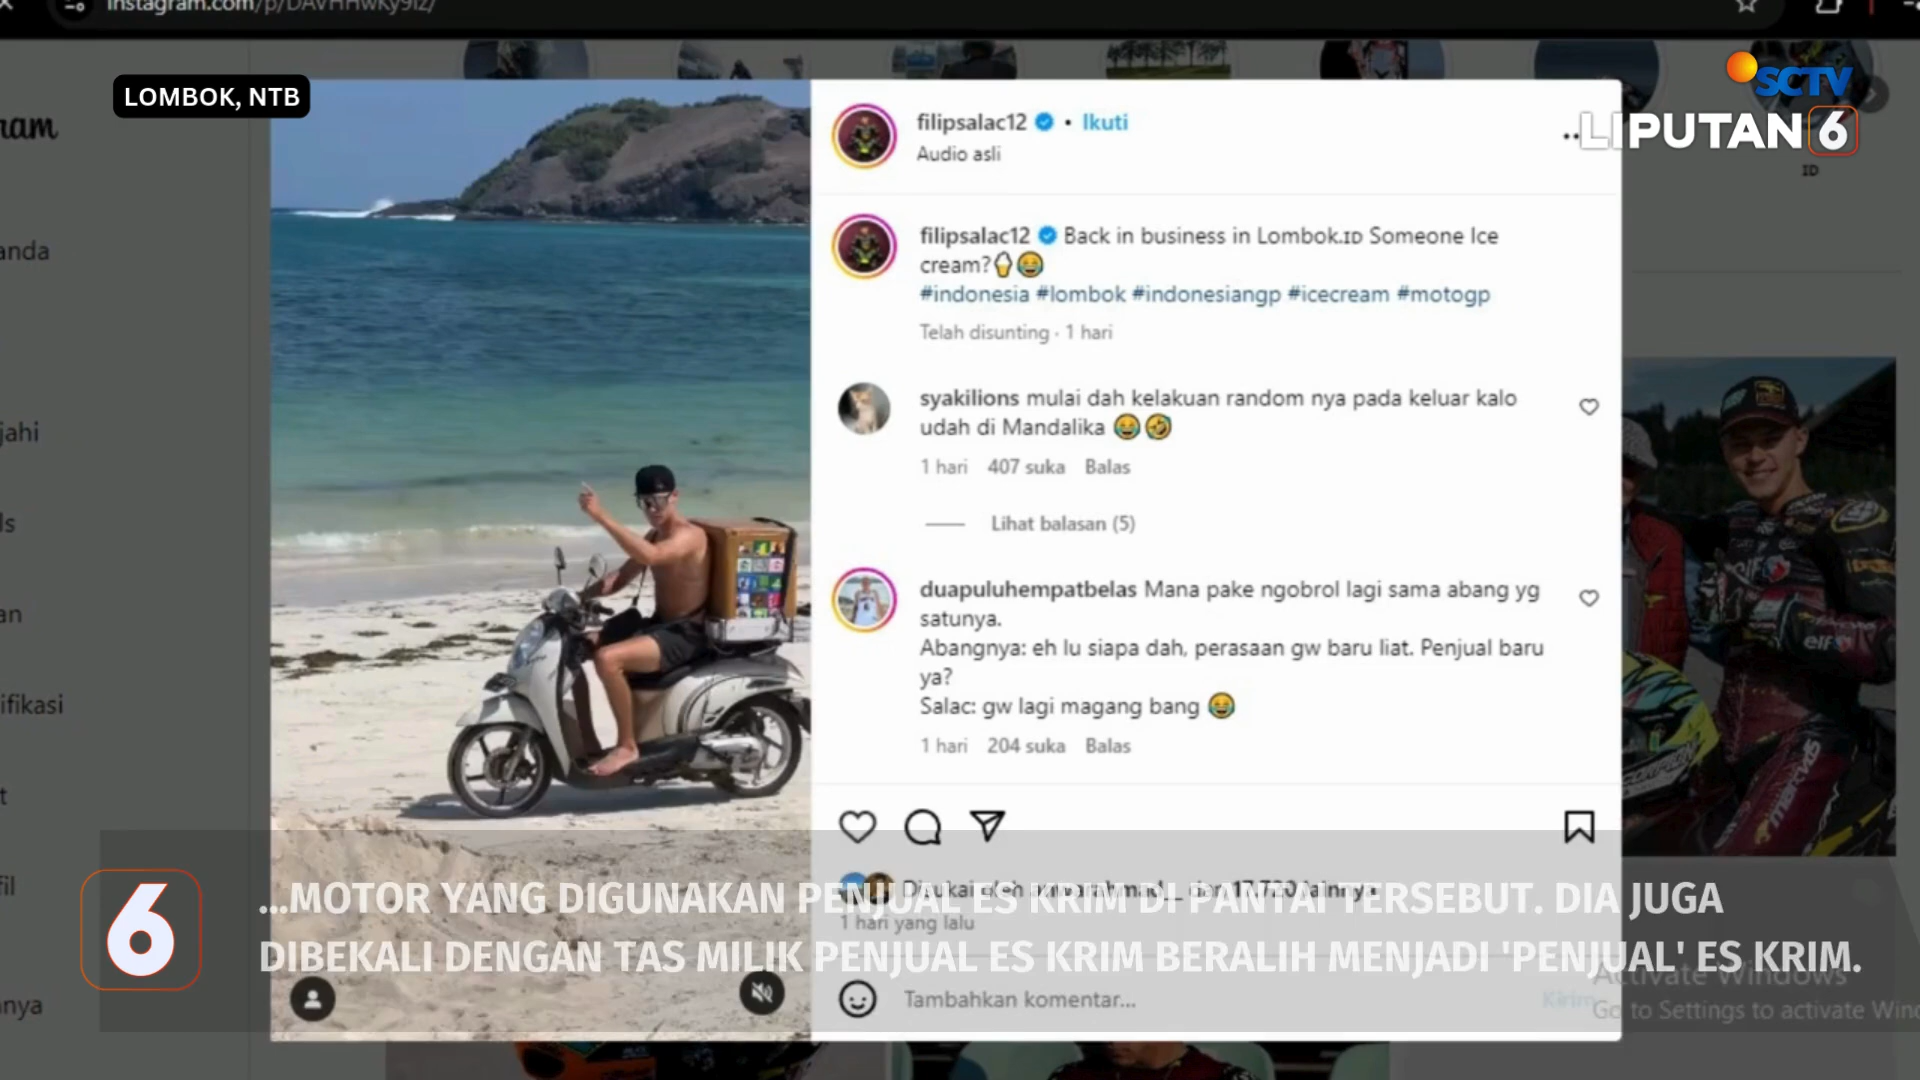 instagram.com/p/DAVHHwKy9iz/
LOMBOK, NTB
SCTV
LIPUTAN 6
ID
filipsalac12 • Ikuti
Audio asli
filipsalac12 Back in business in Lombok.ID Someone Ice
cream?🍦😂
#indonesia #lombok #indonesiangp #icecream #motogp
Telah disunting · 1 hari
syakilions mulai dah kelakuan random nya pada keluar kalo
udah di Mandalika 😂🤣
1 hari 407 suka Balas
Lihat balasan (5)
duapuluhempatbelas Mana pake ngobrol lagi sama abang yg
satunya.
Abangnya: eh lu siapa dah, perasaan gw baru liat. Penjual baru
ya?
Salac: gw lagi magang bang 😂
1 hari 204 suka Balas
1 hari yang lalu
6
...MOTOR YANG DIGUNAKAN PENJUAL ES KRIM DI PANTAI TERSEBUT. DIA JUGA
DIBEKALI DENGAN TAS MILIK PENJUAL ES KRIM BERALIH MENJADI 'PENJUAL' ES KRIM.
Tambahkan komentar...
Kirim
Activate Windows
Go to Settings to activate Win